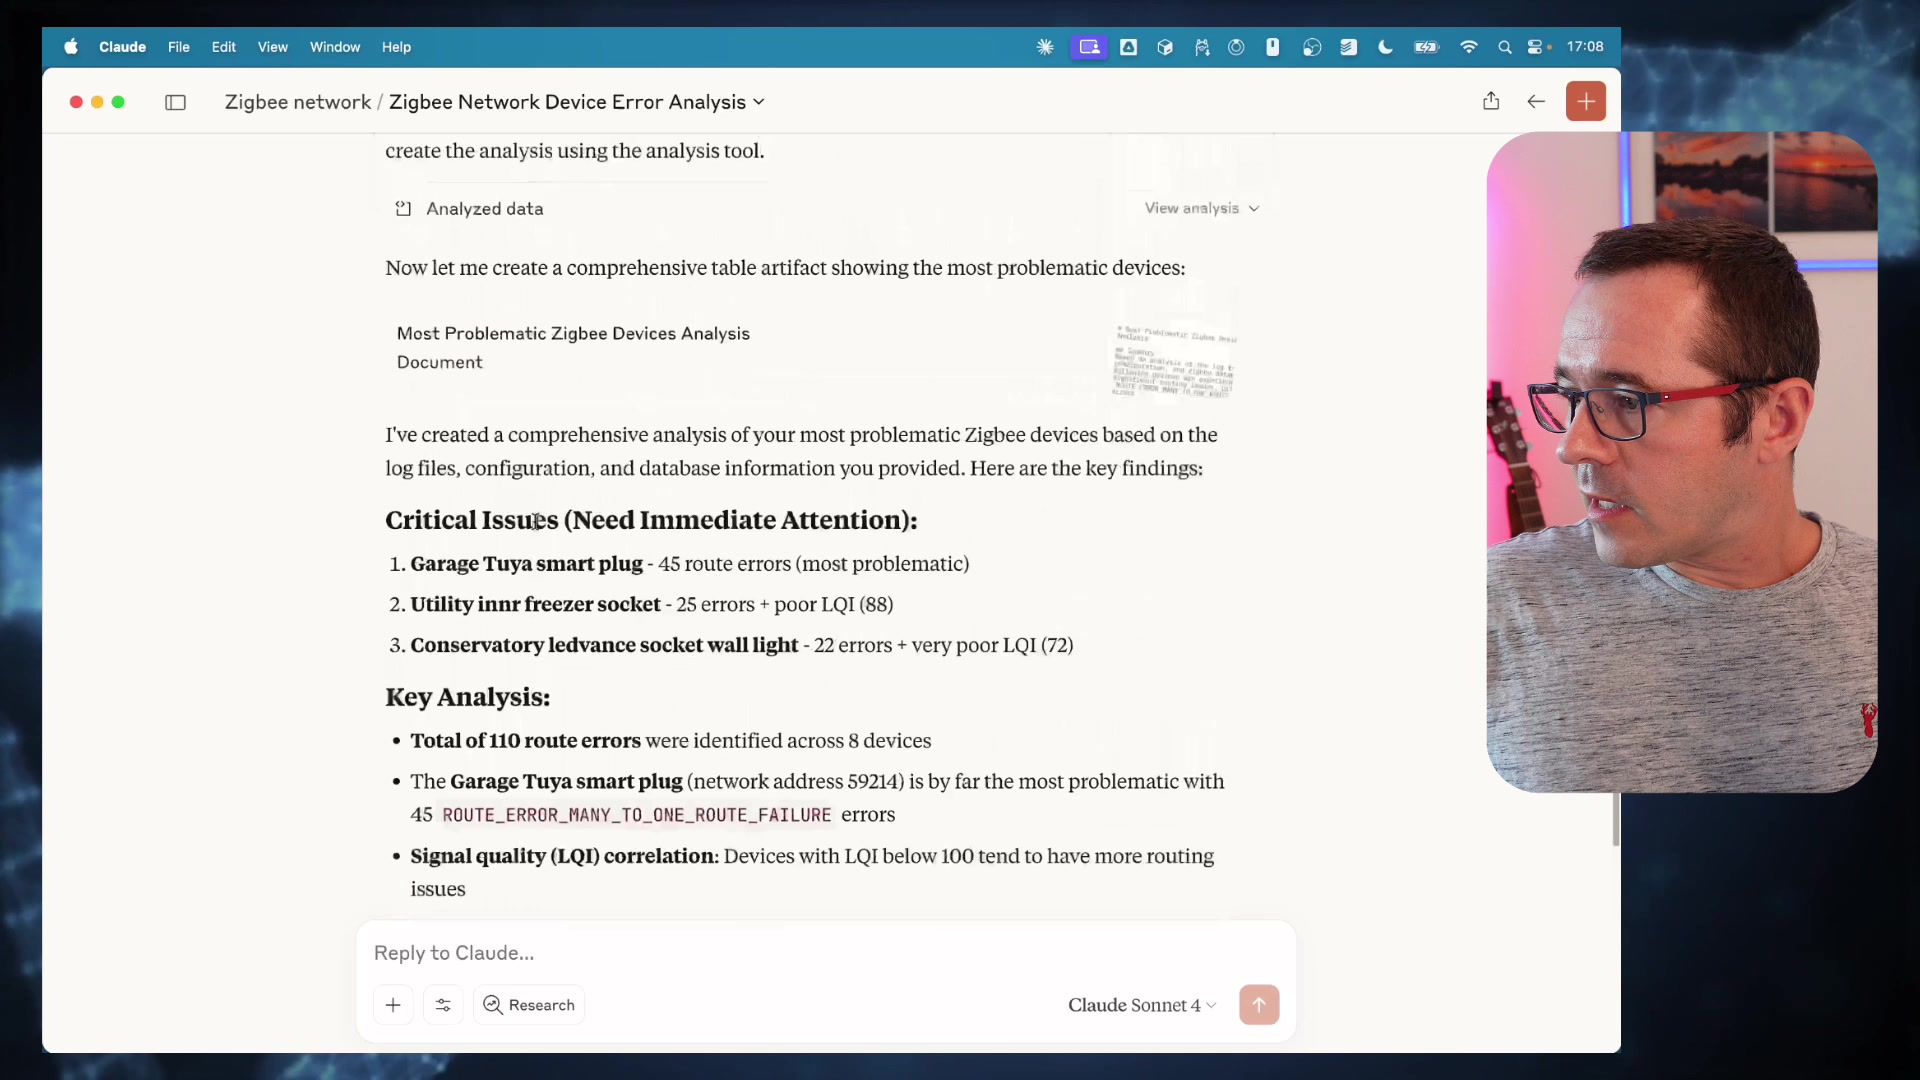 Claude File Edit View Window Help 17:08
Zigbee network / Zigbee Network Device Error Analysis
create the analysis using the analysis tool.
Analyzed data View analysis
Now let me create a comprehensive table artifact showing the most problematic devices:
Most Problematic Zigbee Devices Analysis
Document
I've created a comprehensive analysis of your most problematic Zigbee devices based on the
log files, configuration, and database information you provided. Here are the key findings:
Critical Issues (Need Immediate Attention):
1. Garage Tuya smart plug - 45 route errors (most problematic)
2. Utility innr freezer socket - 25 errors + poor LQI (88)
3. Conservatory ledvance socket wall light - 22 errors + very poor LQI (72)
Key Analysis:
• Total of 110 route errors were identified across 8 devices
• The Garage Tuya smart plug (network address 59214) is by far the most problematic with
45 ROUTE_ERROR_MANY_TO_ONE_ROUTE_FAILURE errors
• Signal quality (LQI) correlation: Devices with LQI below 100 tend to have more routing
issues
Reply to Claude...
Research Claude Sonnet 4